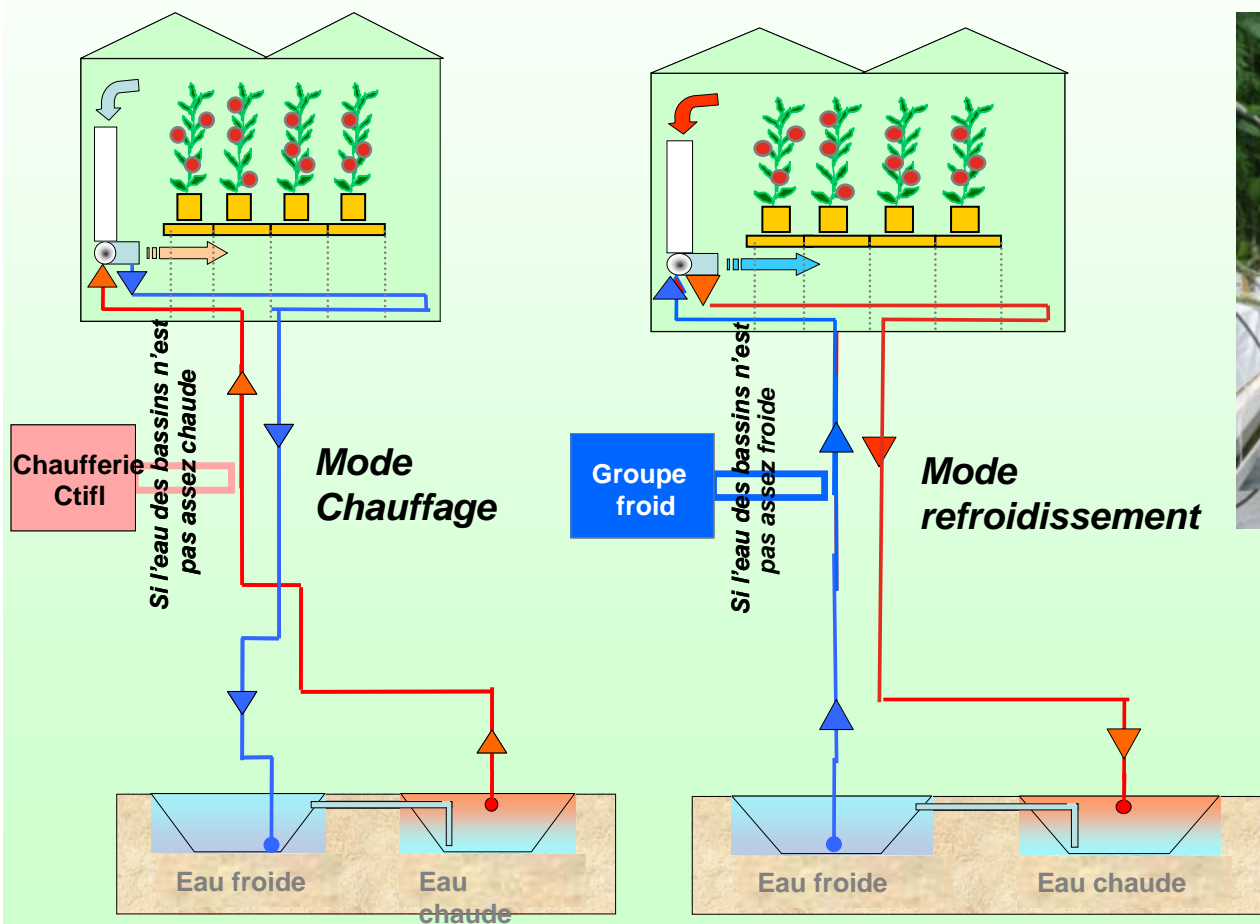 Si l'eau des bassins n'est
pas assez chaude
Chaufferie
Ctifl
Mode
Chauffage
Eau froide
Eau
chaude
Si l'eau des bassins n'est
pas assez froide
Groupe
froid
Mode
refroidissement
Eau froide
Eau chaude